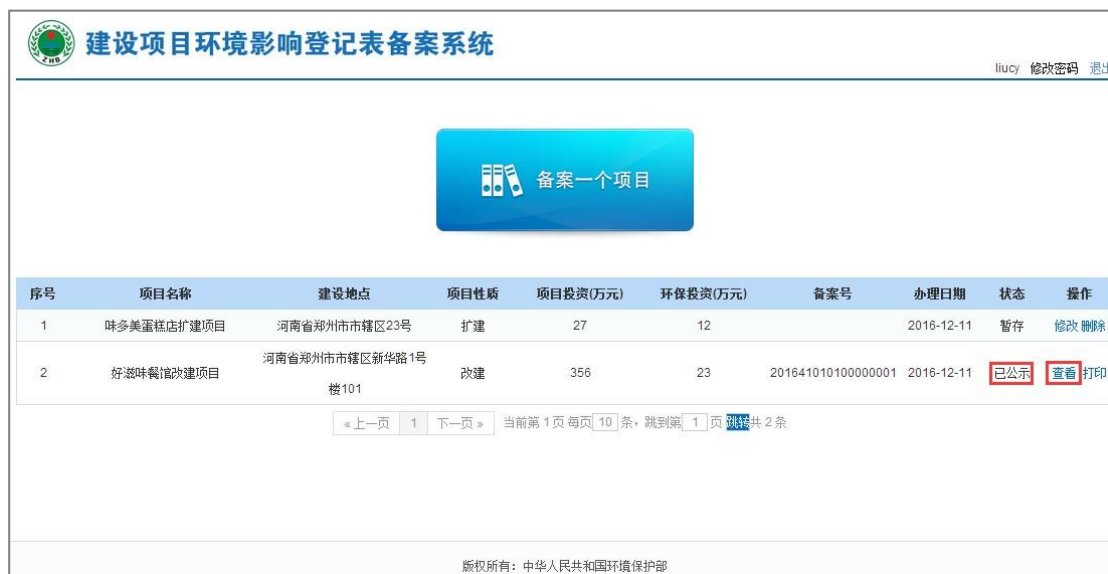 ZHB
建设项目环境影响登记表备案系统
liucy 修改密码 退出
备案一个项目
序号 项目名称 建设地点 项目性质 项目投资(万元) 环保投资(万元) 备案号 办理日期 状态 操作
1 味多美蛋糕店扩建项目 河南省郑州市市辖区23号 扩建 27 12 2016-12-11 暂存 修改 删除
2 好滋味餐馆改建项目 河南省郑州市市辖区新华路1号楼101 改建 356 23 201641010100000001 2016-12-11 已公示 查看 打印
«上一页 1 下一页» 当前第 1 页 每页 10 条，跳到第 1 页 跳转 共 2 条
版权所有：中华人民共和国环境保护部